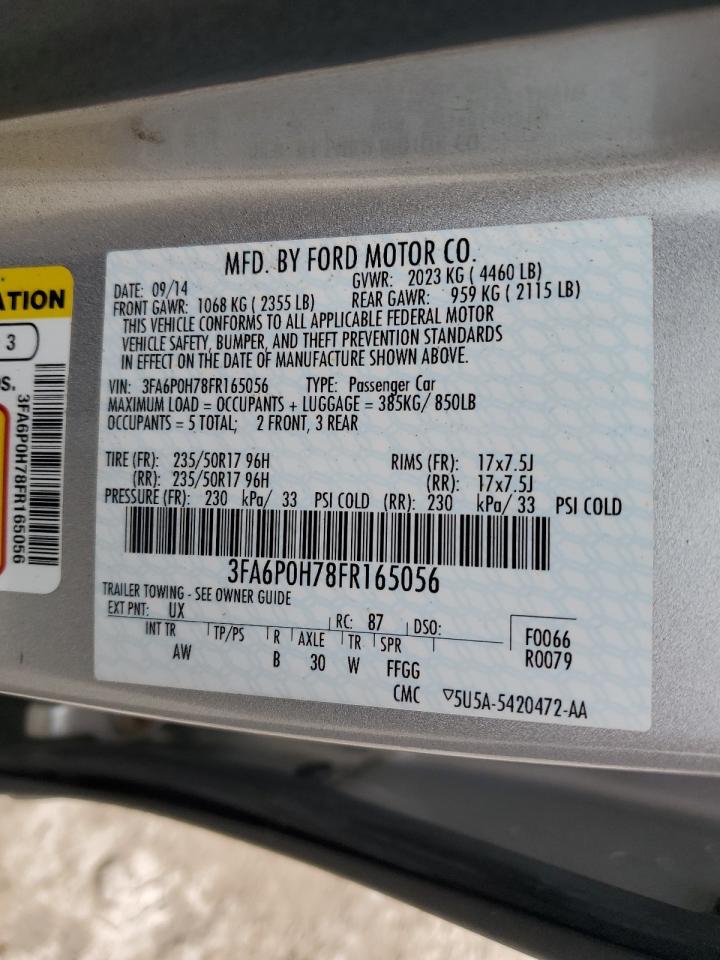 MFD. BY FORD MOTOR CO.
DATE: 09/14 GVWR: 2023 KG ( 4460 LB)
FRONT GAWR: 1068 KG ( 2355 LB) REAR GAWR: 959 KG ( 2115 LB)
THIS VEHICLE CONFORMS TO ALL APPLICABLE FEDERAL MOTOR
VEHICLE SAFETY, BUMPER, AND THEFT PREVENTION STANDARDS
IN EFFECT ON THE DATE OF MANUFACTURE SHOWN ABOVE.
VIN: 3FA6P0H78FR165056 TYPE: Passenger Car
MAXIMUM LOAD = OCCUPANTS + LUGGAGE = 385KG/ 850LB
OCCUPANTS = 5 TOTAL; 2 FRONT, 3 REAR
TIRE (FR): 235/50R17 96H RIMS (FR): 17x7.5J
(RR): 235/50R17 96H (RR): 17x7.5J
PRESSURE (FR): 230 kPa/ 33 PSI COLD (RR): 230 kPa/ 33 PSI COLD
3FA6P0H78FR165056
TRAILER TOWING - SEE OWNER GUIDE
EXT PNT: UX RC: 87 DSO: F0066
INT TR TP/PS R AXLE TR SPR R0079
AW B 30 W FFGG
CMC ▽5U5A-5420472-AA
ATION
3
S.
3FA6P0H78FR165056